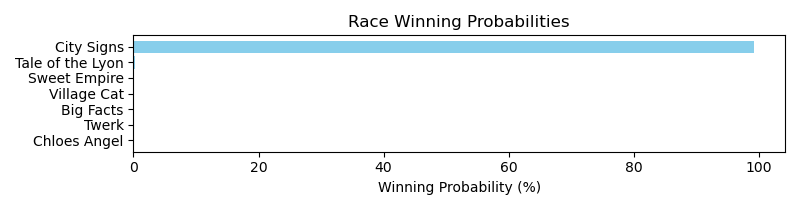 Race Winning Probabilities
City Signs
Tale of the Lyon
Sweet Empire
Village Cat
Big Facts
Twerk
Chloes Angel
0 20 40 60 80 100
Winning Probability (%)